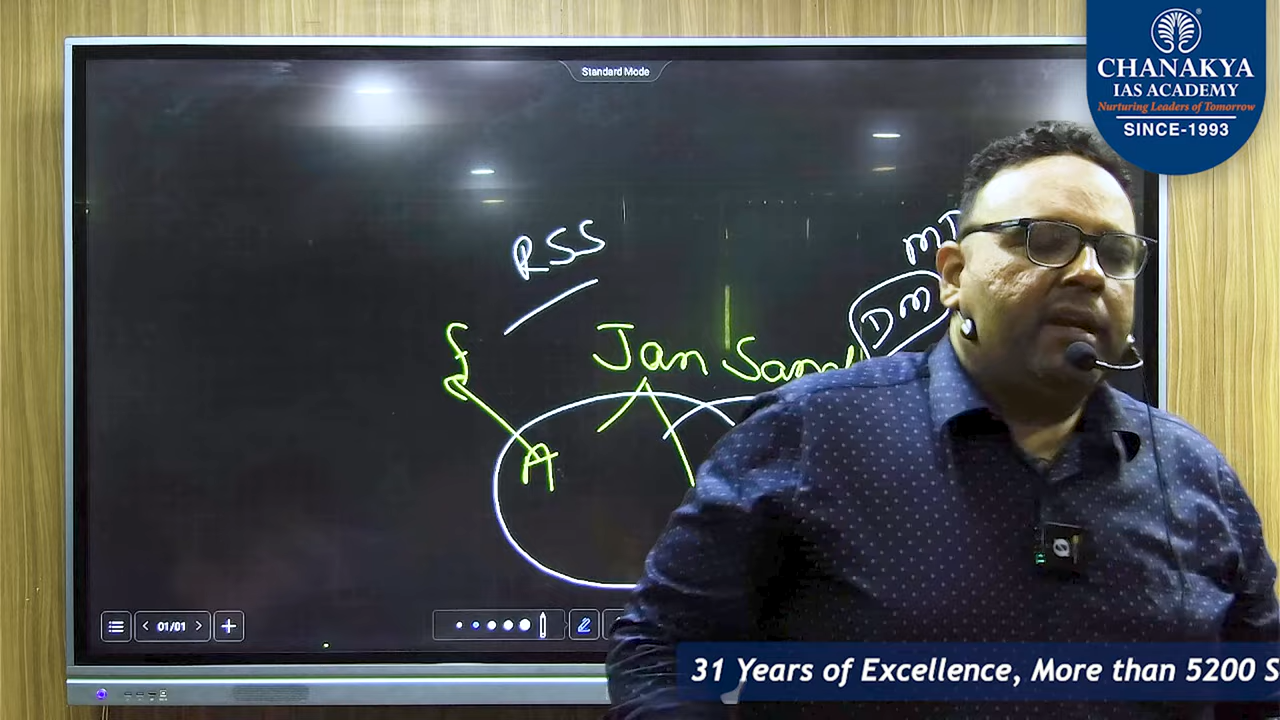 Standard Mode
CHANAKYA
IAS ACADEMY
Nurturing Leaders of Tomorrow
SINCE-1993
RSS
DM
Jan
A
01/01
31 Years of Excellence, More than 5200 S